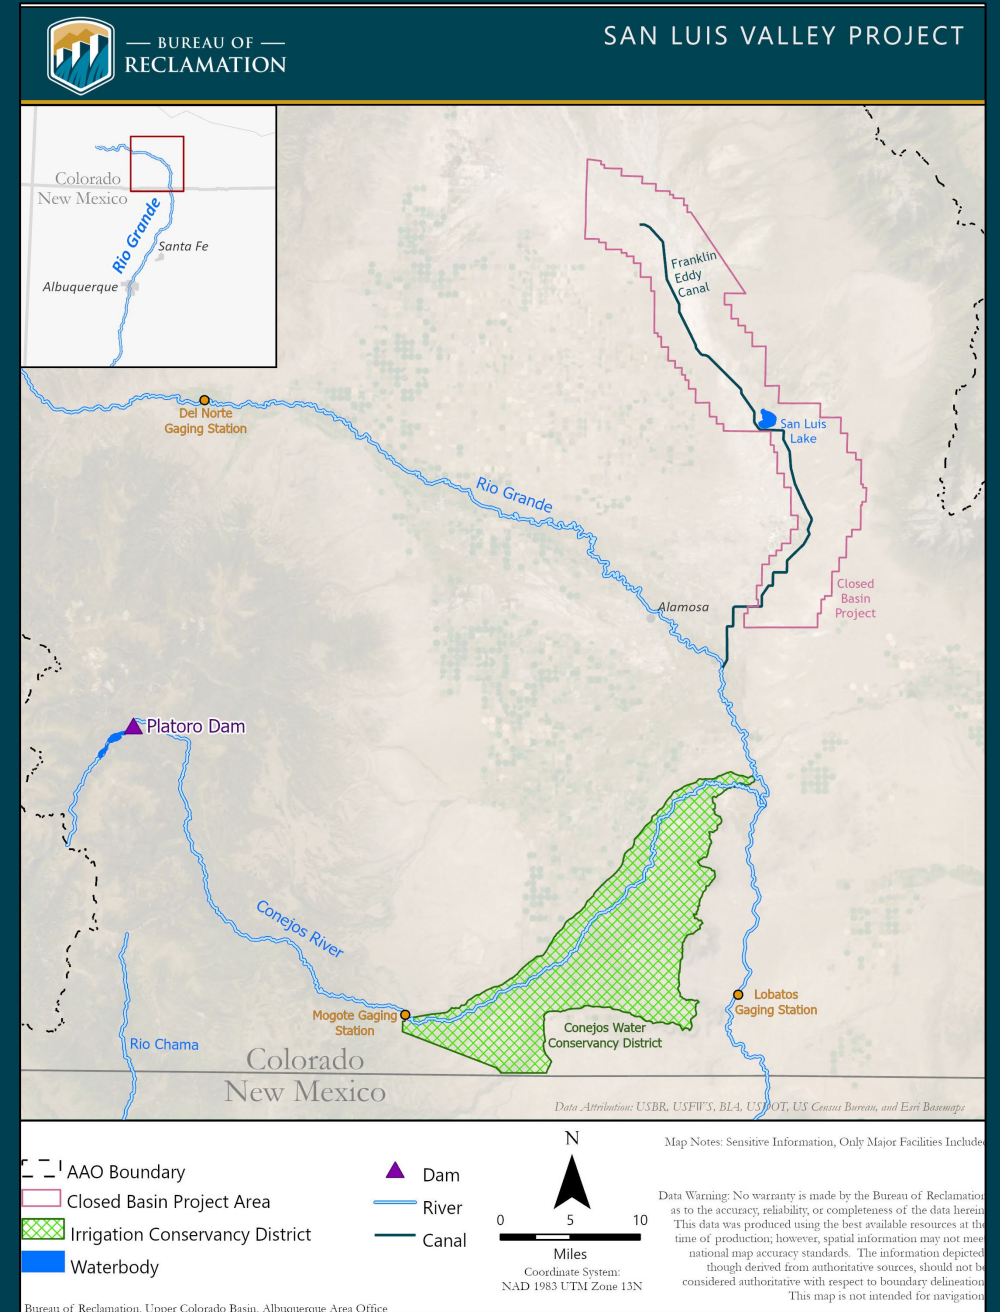 BUREAU OF
RECLAMATION
SAN LUIS VALLEY PROJECT
Colorado
New Mexico
Rio Grande
Santa Fe
Albuquerque
Franklin
Eddy
Canal
Del Norte
Gaging Station
San Luis
Lake
Rio Grande
Closed
Basin
Project
Alamosa
Platoro Dam
Conejos River
Mogote Gaging
Station
Lobatos
Gaging Station
Conejos Water
Conservancy District
Rio Chama
Colorado
New Mexico
Data Attribution: USBR, USFWS, BIA, USDOT, US Census Bureau, and Esri Basemaps
AAO Boundary
Closed Basin Project Area
Irrigation Conservancy District
Waterbody
Dam
River
Canal
N
0 5 10
Miles
Coordinate System:
NAD 1983 UTM Zone 13N
Map Notes: Sensitive Information, Only Major Facilities Include
Data Warning: No warranty is made by the Bureau of Reclamation
as to the accuracy, reliability, or completeness of the data herein
This data was produced using the best available resources at the
time of production; however, spatial information may not mee
national map accuracy standards. The information depicted
though derived from authoritative sources, should not be
considered authoritative with respect to boundary delineation
This map is not intended for navigation
Bureau of Reclamation, Upper Colorado Basin, Albuquerque Area Office